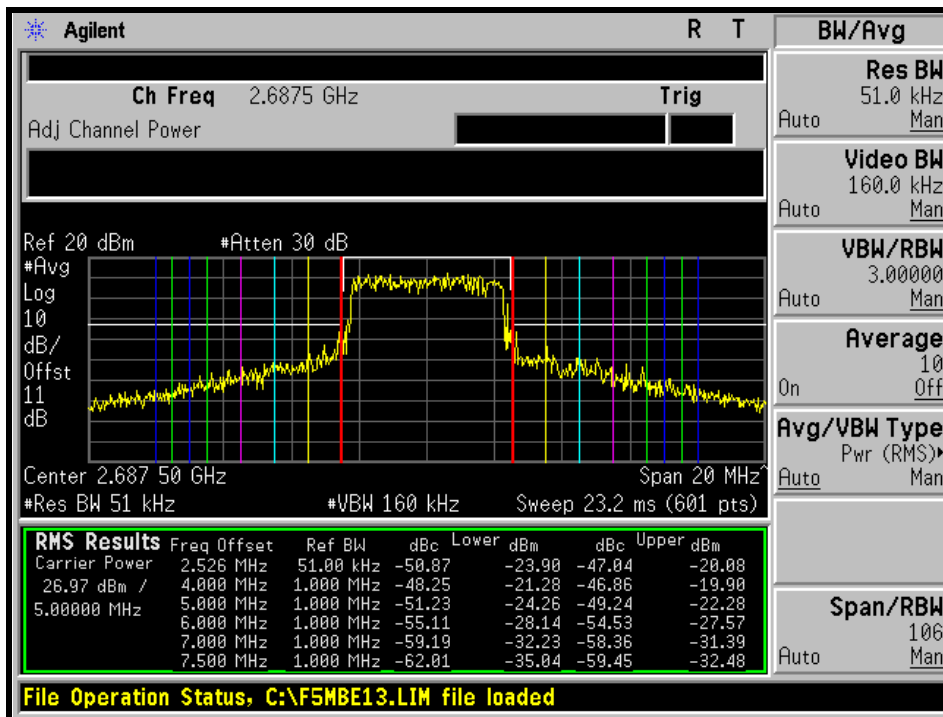 Agilent
R T
Ch Freq 2.6875 GHz Trig
Adj Channel Power
Ref 20 dBm #Atten 30 dB
#Avg
Log
10
dB/
Offst
11
dB
Center 2.687 50 GHz Span 20 MHz^
#Res BW 51 kHz #VBW 160 kHz Sweep 23.2 ms (601 pts)
RMS Results Freq Offset Ref BW dBc Lower dBm dBc Upper dBm
Carrier Power 2.526 MHz 51.00 kHz -50.87 -23.90 -47.04 -20.08
26.97 dBm / 4.000 MHz 1.000 MHz -48.25 -21.28 -46.86 -19.90
5.00000 MHz 5.000 MHz 1.000 MHz -51.23 -24.26 -49.24 -22.28
6.000 MHz 1.000 MHz -55.11 -28.14 -54.53 -27.57
7.000 MHz 1.000 MHz -59.19 -32.23 -58.36 -31.39
7.500 MHz 1.000 MHz -62.01 -35.04 -59.45 -32.48
File Operation Status, C:\F5MBE13.LIM file loaded
BW/Avg
Res BW
51.0 kHz
Auto Man
Video BW
160.0 kHz
Auto Man
VBW/RBW
3.00000
Auto Man
Average
10
On Off
Avg/VBW Type
Pwr (RMS)
Auto Man
Span/RBW
106
Auto Man